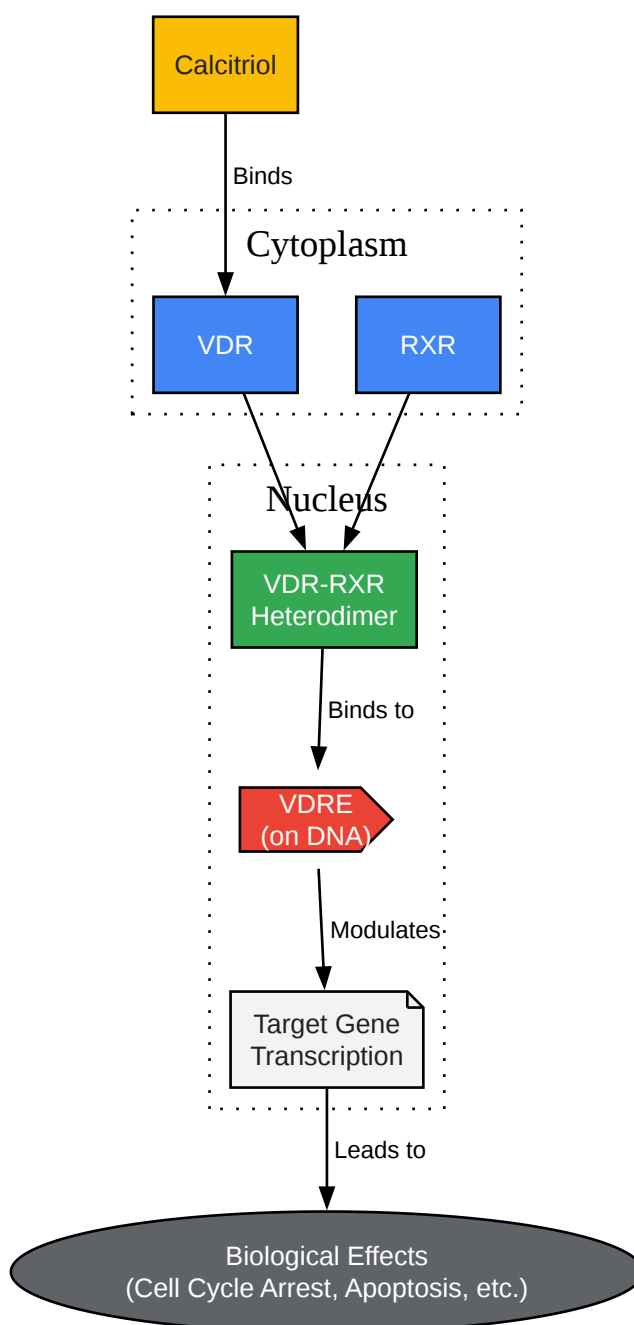 Calcitriol
Binds
Cytoplasm
VDR
RXR
Nucleus
VDR-RXR
Heterodimer
Binds to
VDRE
(on DNA)
Modulates
Target Gene
Transcription
Leads to
Biological Effects
(Cell Cycle Arrest, Apoptosis, etc.)